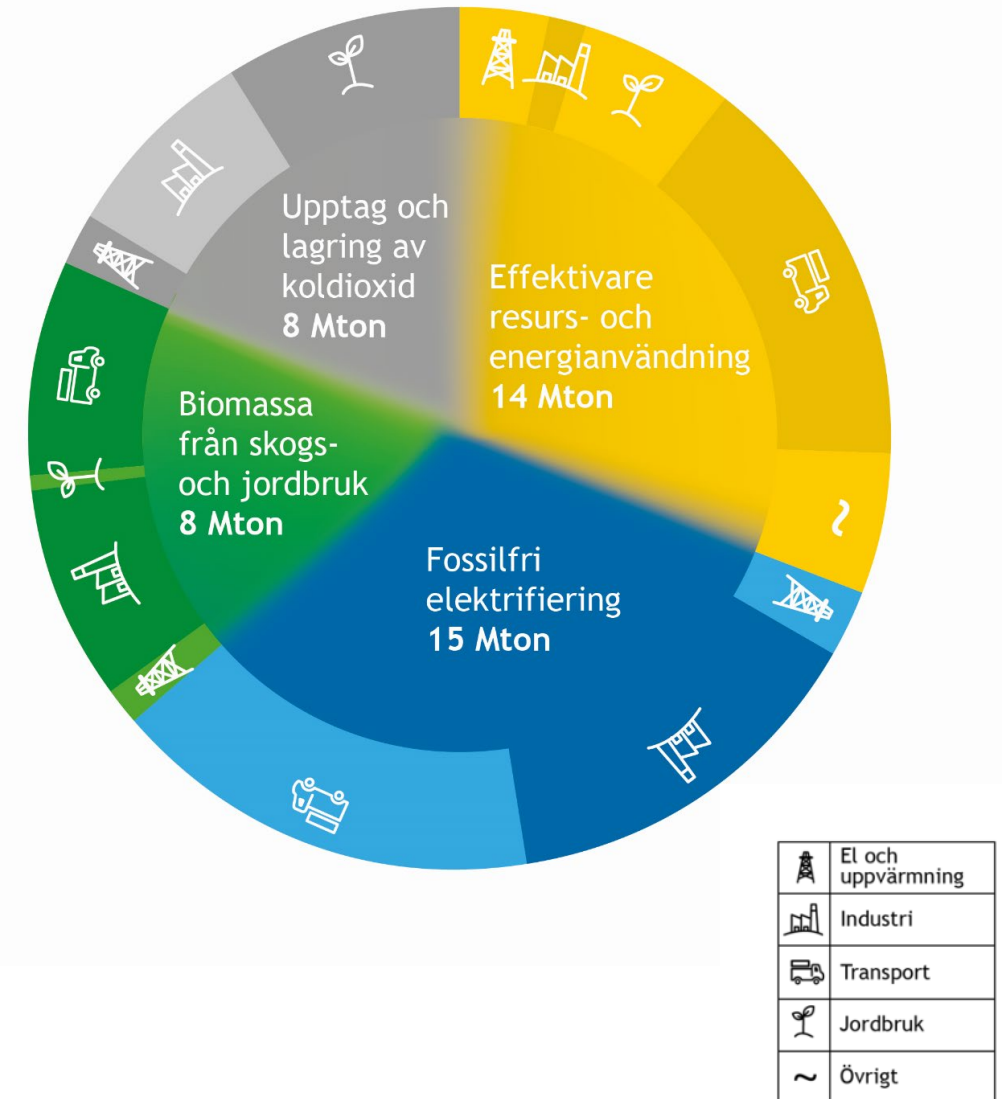 Upptag och
lagring av
koldioxid
8 Mton
Effektivare
resurs- och
energianvändning
14 Mton
Biomassa
från skogs-
och jordbruk
8 Mton
Fossilfri
elektrifiering
15 Mton
~
El och
uppvärmning
Industri
Transport
Jordbruk
~ Övrigt